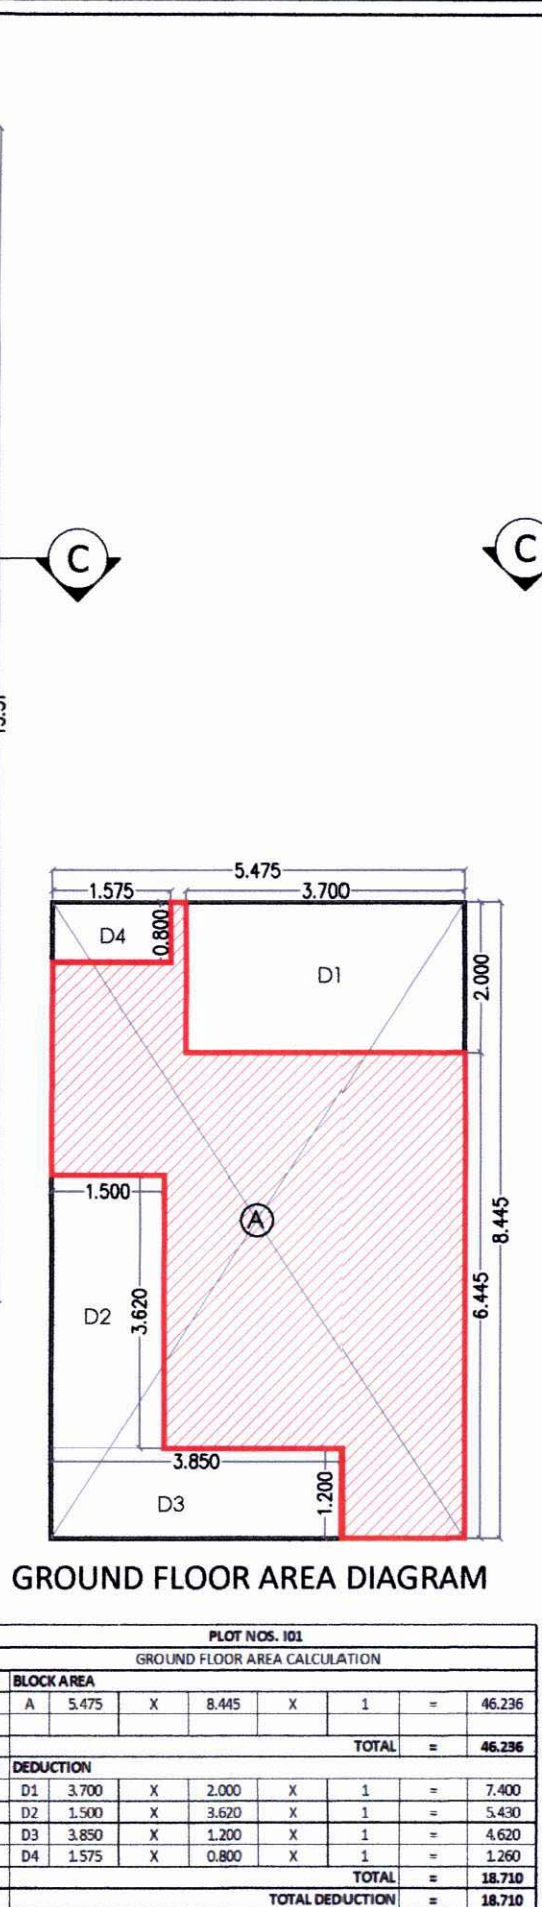 C
C
5.475
1.575
3.700
0.800
D4
D1
2.000
1.500
A
8.445
6.445
D2
3.620
3.850
1.200
D3
GROUND FLOOR AREA DIAGRAM
PLOT NOS. I01
GROUND FLOOR AREA CALCULATION
BLOCK AREA
A 5.475 X 8.445 X 1 = 46.236
TOTAL = 46.236
DEDUCTION
D1 3.700 X 2.000 X 1 = 7.400
D2 1.500 X 3.620 X 1 = 5.430
D3 3.850 X 1.200 X 1 = 4.620
D4 1.575 X 0.800 X 1 = 1.260
TOTAL = 18.710
TOTAL DEDUCTION = 18.710